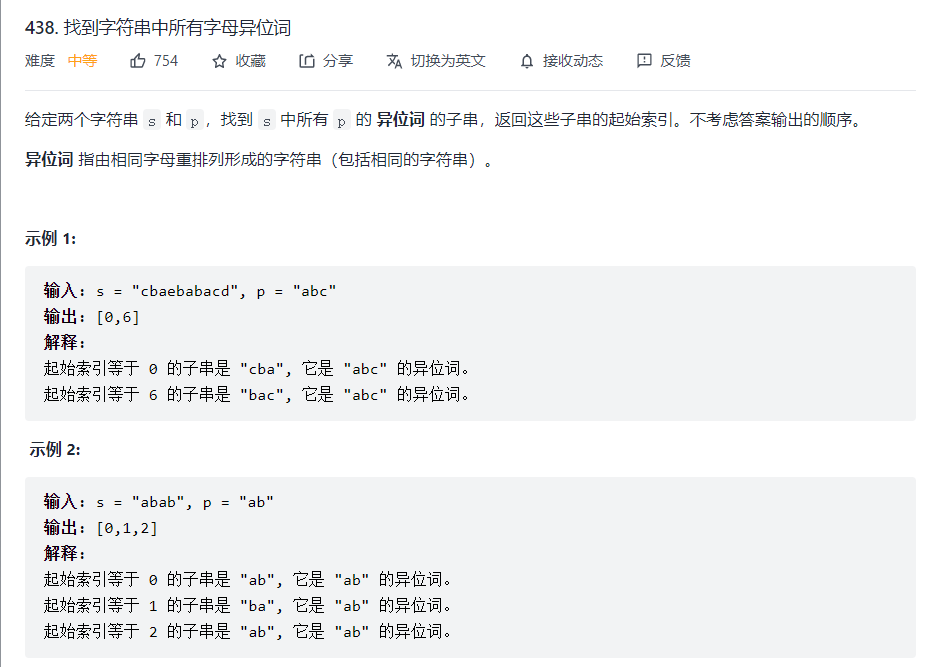 438. 找到字符串中所有字母异位词
难度 中等 754 收藏 分享 切换为英文 接收动态 反馈
给定两个字符串 s 和 p，找到 s 中所有 p 的 异位词 的子串，返回这些子串的起始索引。不考虑答案输出的顺序。
异位词 指由相同字母重排列形成的字符串（包括相同的字符串）。
示例 1:
输入: s = "cbaebabacd", p = "abc"
输出: [0,6]
解释:
起始索引等于 0 的子串是 "cba", 它是 "abc" 的异位词。
起始索引等于 6 的子串是 "bac", 它是 "abc" 的异位词。
示例 2:
输入: s = "abab", p = "ab"
输出: [0,1,2]
解释:
起始索引等于 0 的子串是 "ab", 它是 "ab" 的异位词。
起始索引等于 1 的子串是 "ba", 它是 "ab" 的异位词。
起始索引等于 2 的子串是 "ab", 它是 "ab" 的异位词。